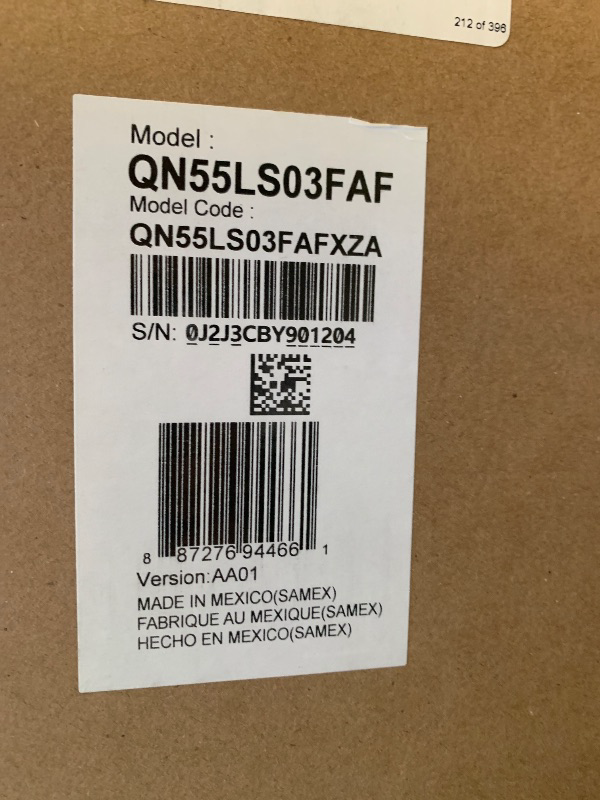 212 of 396
Model :
QN55LS03FAF
Model Code :
QN55LS03FAFXZA
S/N: 0J2J3CBY901204
8 87276 94466 1
Version:AA01
MADE IN MEXICO(SAMEX)
FABRIQUE AU MEXIQUE(SAMEX)
HECHO EN MEXICO(SAMEX)